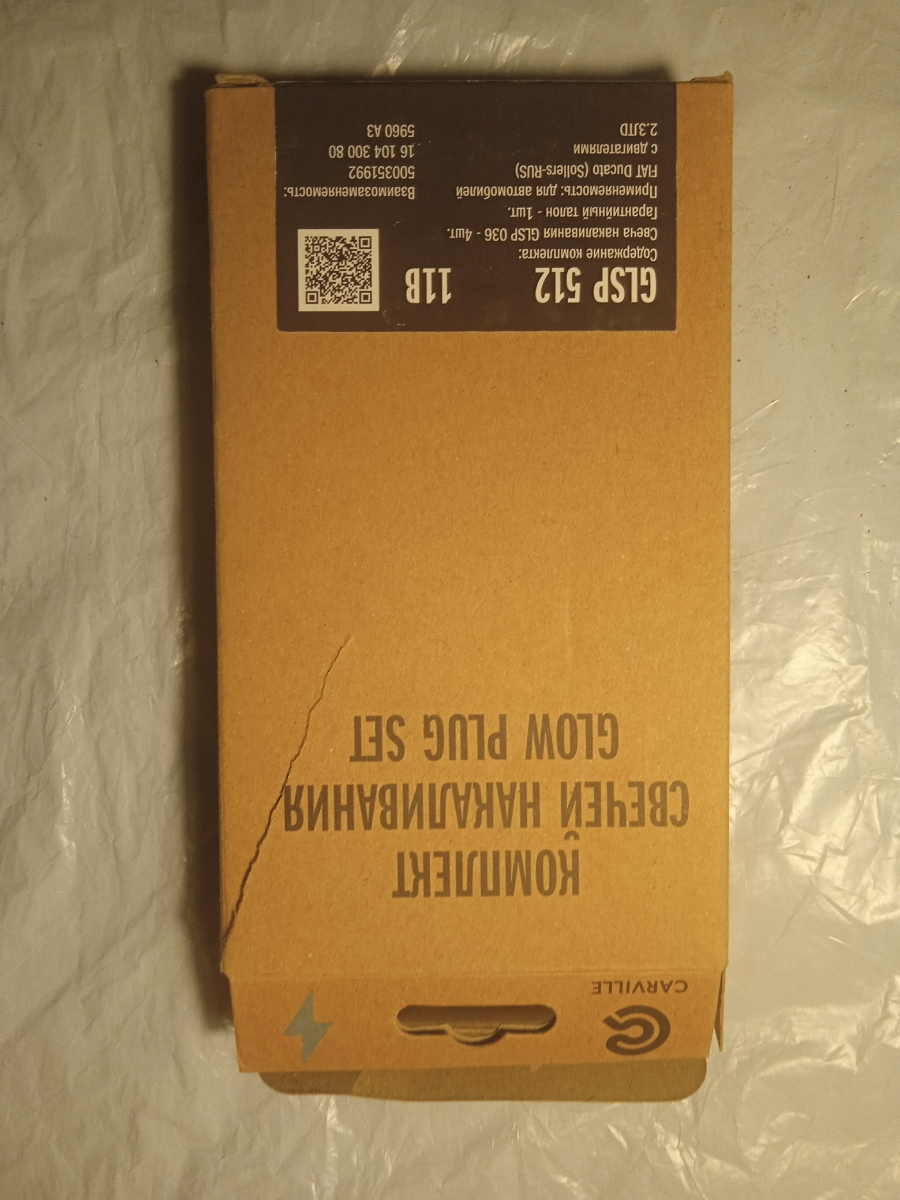 CARVILLE
КОМПЛЕКТ
СВЕЧЕЙ НАКАЛИВАНИЯ
GLOW PLUG SET
GLSP 512
11В
Содержание комплекта:
Свеча накаливания GLSP 036 - 4шт.
Гарантийный талон - 1шт.
Применяемость: для автомобилей
FIAT Ducato (Sollers-RUS)
с двигателями
2.3JTD
Взаимозаменяемость:
500351992
16 104 300 80
5960 A3